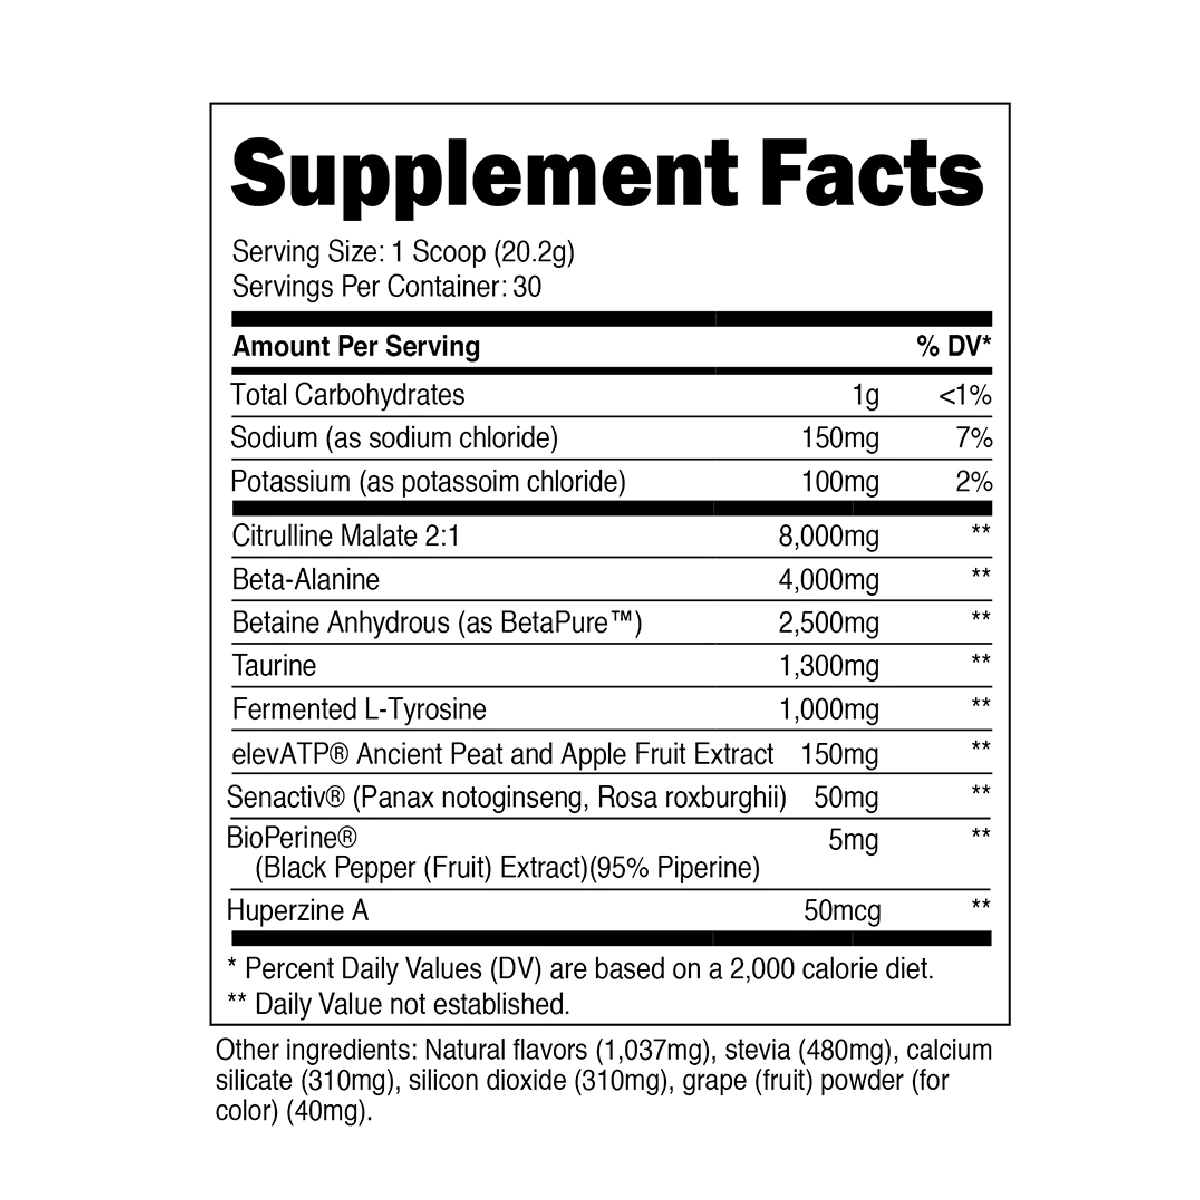 Supplement Facts
Serving Size: 1 Scoop (20.2g)
Servings Per Container: 30
Amount Per Serving % DV*
Total Carbohydrates 1g <1%
Sodium (as sodium chloride) 150mg 7%
Potassium (as potassoim chloride) 100mg 2%
Citrulline Malate 2:1 8,000mg **
Beta-Alanine 4,000mg **
Betaine Anhydrous (as BetaPure™) 2,500mg **
Taurine 1,300mg **
Fermented L-Tyrosine 1,000mg **
elevATP® Ancient Peat and Apple Fruit Extract 150mg **
Senactiv® (Panax notoginseng, Rosa roxburghii) 50mg **
BioPerine® 5mg **
(Black Pepper (Fruit) Extract)(95% Piperine)
Huperzine A 50mcg **
* Percent Daily Values (DV) are based on a 2,000 calorie diet.
** Daily Value not established.
Other ingredients: Natural flavors (1,037mg), stevia (480mg), calcium
silicate (310mg), silicon dioxide (310mg), grape (fruit) powder (for
color) (40mg).